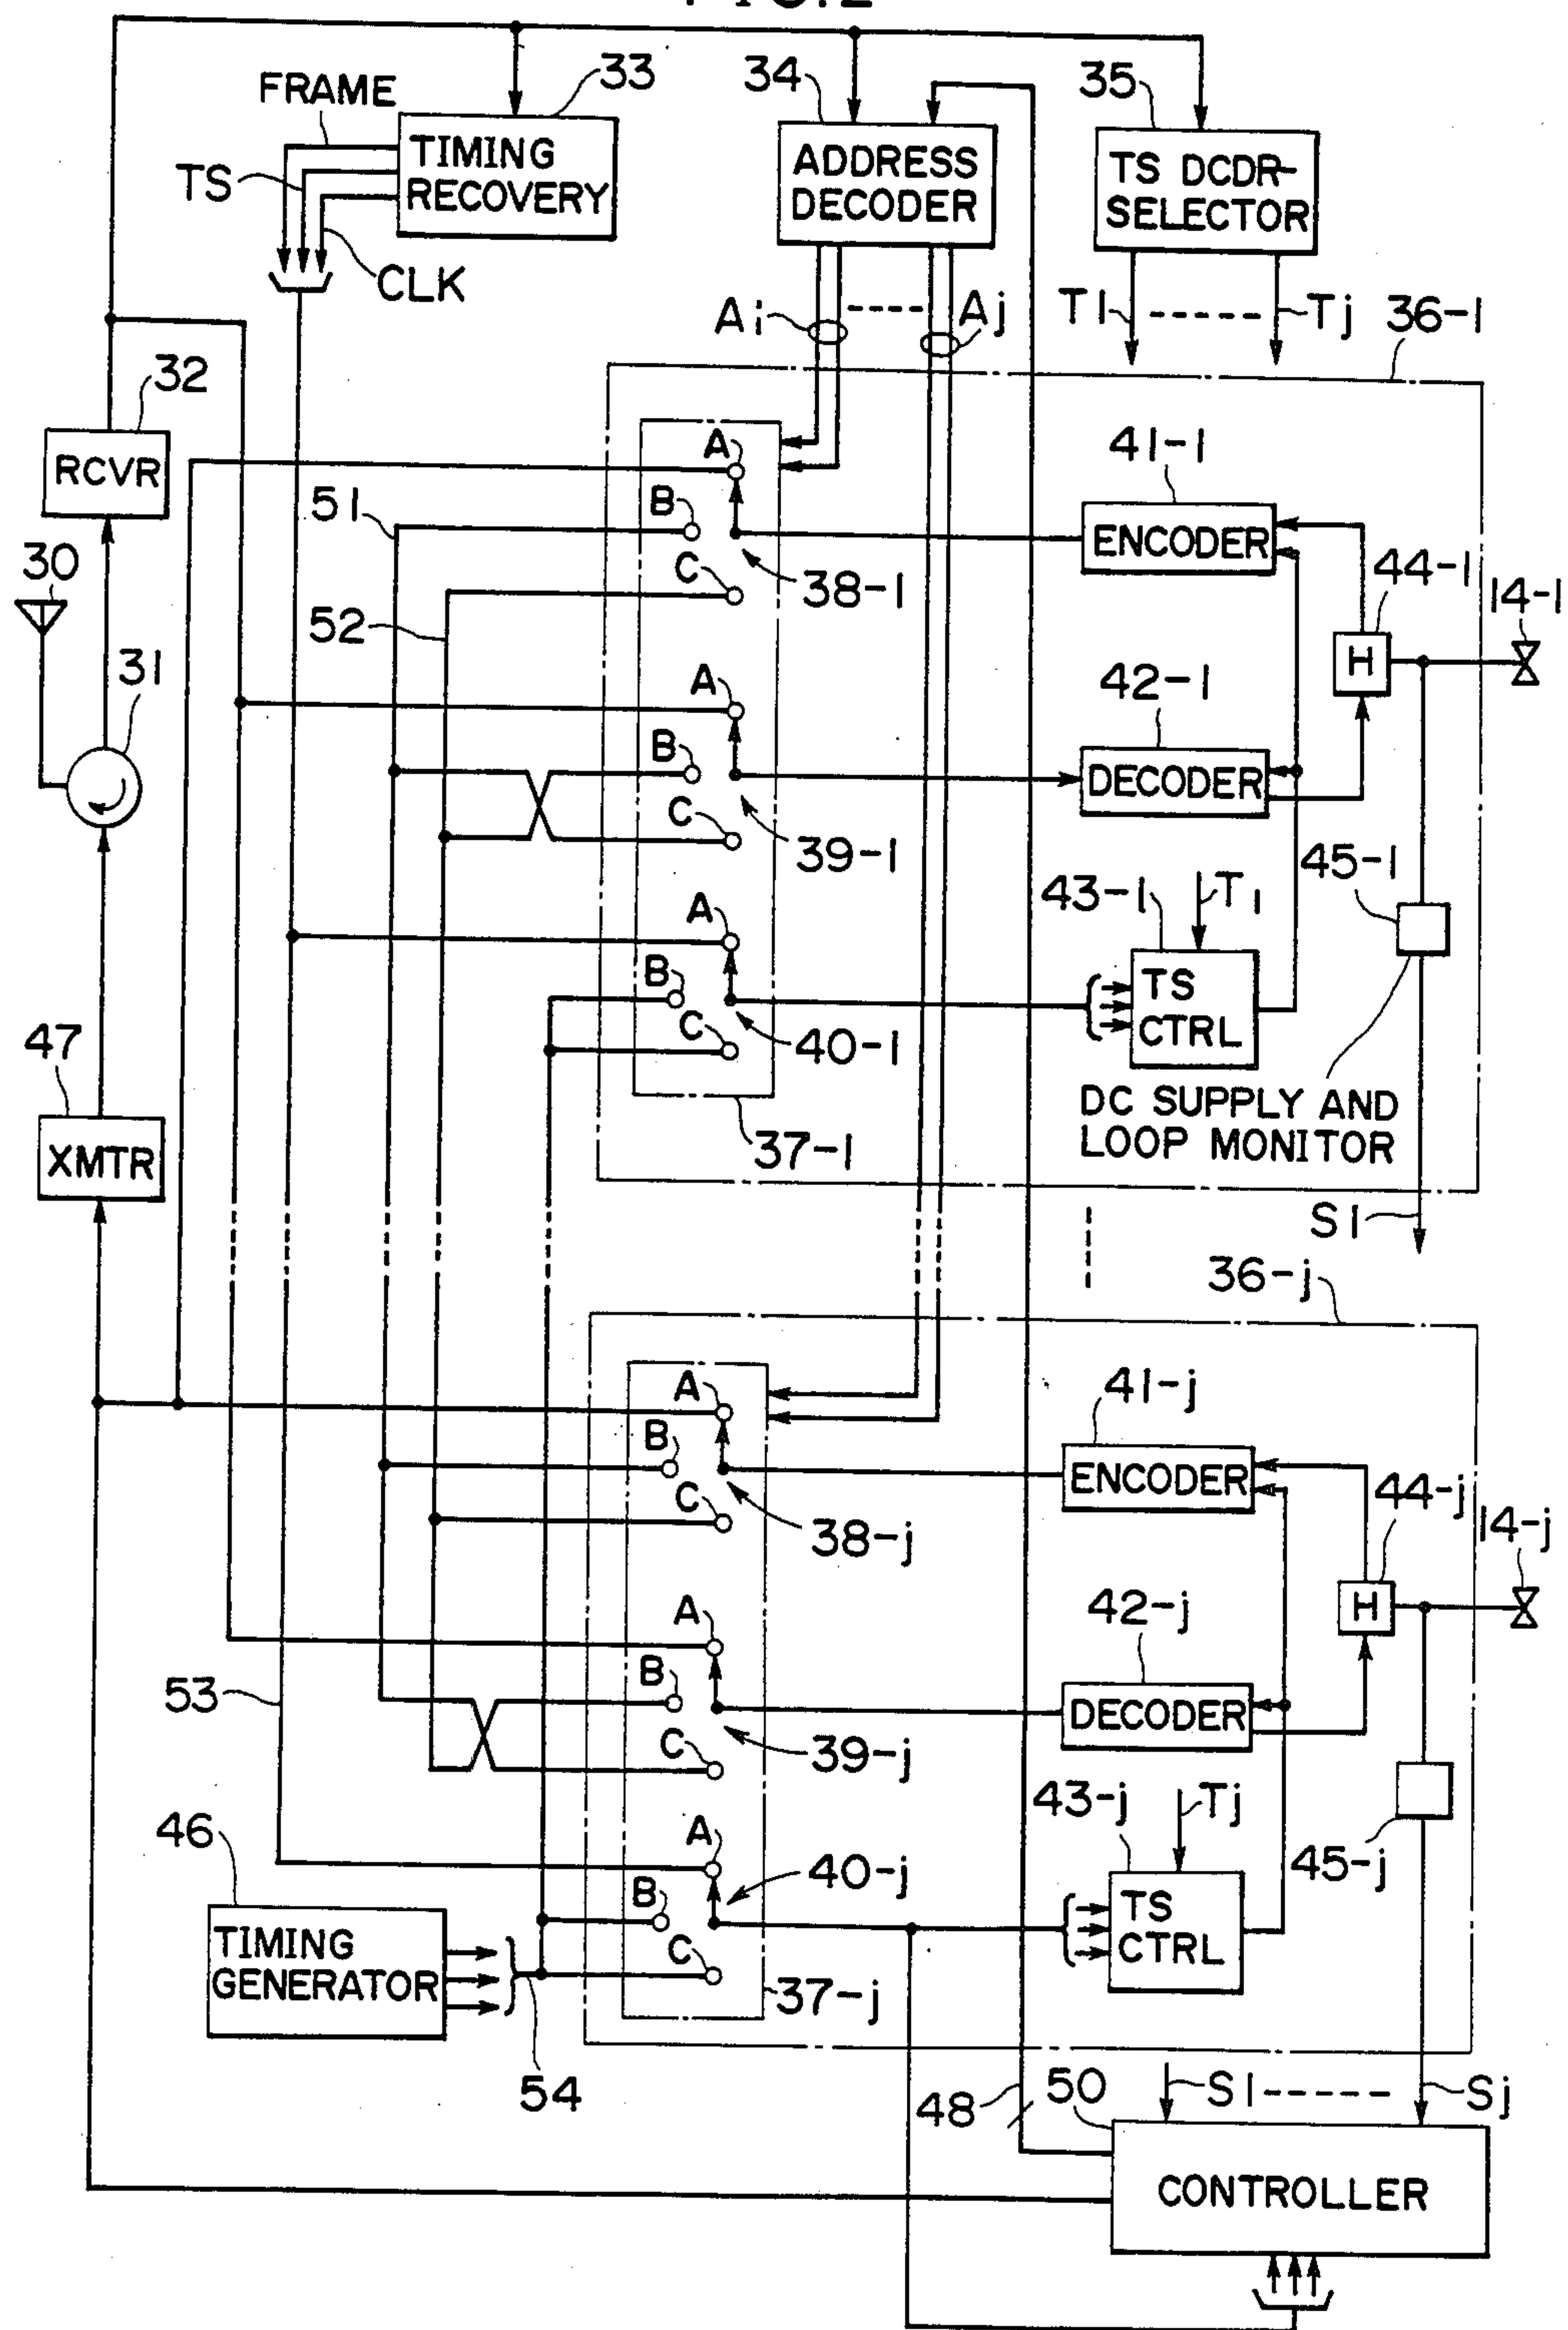 FIG.2
FRAME
33
34
35
TS
TIMING
RECOVERY
ADDRESS
DECODER
TS DCDR-
SELECTOR
CLK
Ai
Aj
T1
Tj
36-1
32
RCVR
A
41-1
51
B
ENCODER
30
C
38-1
44-1
14-1
52
H
31
A
42-1
B
DECODER
C
39-1
45-1
43-1
T1
A
B
TS
CTRL
C
40-1
47
XMTR
DC SUPPLY AND
LOOP MONITOR
37-1
S1
36-j
A
41-j
B
ENCODER
C
38-j
44-j
14-j
H
A
42-j
B
53
DECODER
C
39-j
43-j
Tj
46
A
40-j
45-j
B
TS
CTRL
TIMING
GENERATOR
C
37-j
54
48
50
S1
Sj
CONTROLLER